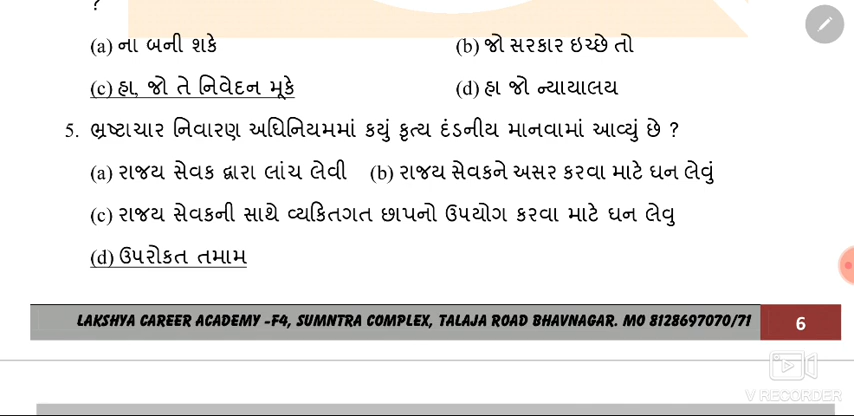 ?
(a) ના બની શકે (b) જો સરકાર ઇચ્છે તો
(c) હા, જો તે નિવેદન મૂકે (d) હા જો ન્યાયાલય
5. ભ્રષ્ટાચાર નિવારણ અધિનિયમમાં કયું કૃત્ય દંડનીય માનવામાં આવ્યું છે ?
(a) રાજય સેવક દ્વારા લાંચ લેવી (b) રાજય સેવકને અસર કરવા માટે ઘન લેવું
(c) રાજય સેવકની સાથે વ્યકિતગત છાપનો ઉપયોગ કરવા માટે ઘન લેવુ
(d) ઉપરોકત તમામ
LAKSHYA CAREER ACADEMY -F4, SUMNTRA COMPLEX, TALAJA ROAD BHAVNAGAR. MO 8128697070/71 6
V RECORDER